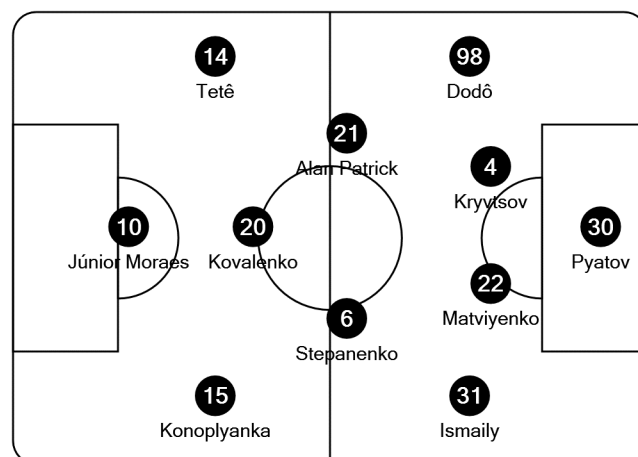 14
Tetê
98
Dodô
21
Alan Patrick
4
Kryvtsov
10
Júnior Moraes
20
Kovalenko
30
Pyatov
22
Matviyenko
6
Stepanenko
15
Konoplyanka
31
Ismaily